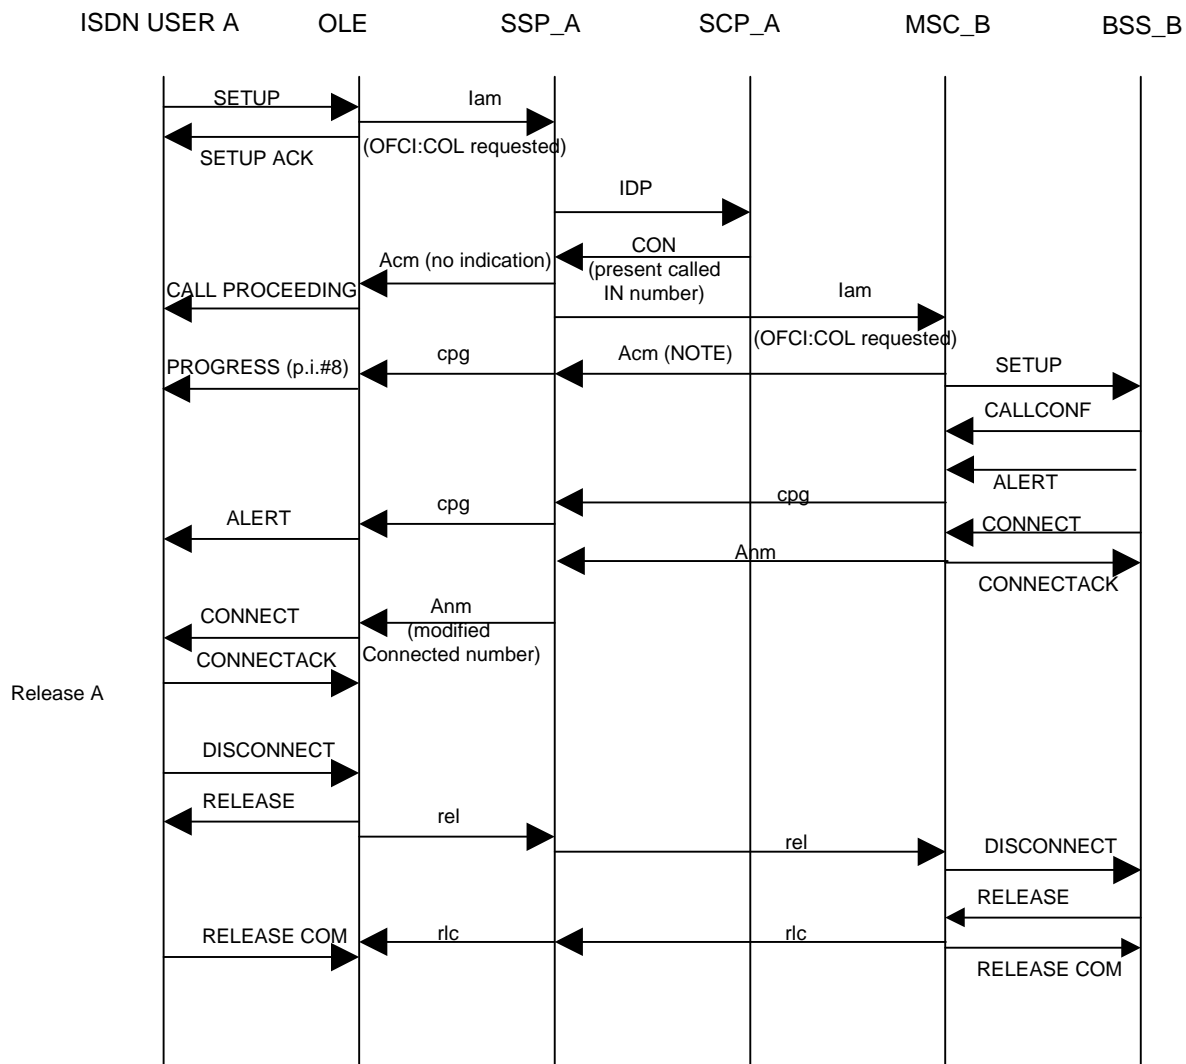 ISDN USER A OLE SSP_A SCP_A MSC_B BSS_B
SETUP Iam
SETUP ACK (OFCI:COL requested)
IDP
Acm (no indication) CON
(present called
IN number)
CALL PROCEEDING Iam
(OFCI:COL requested)
PROGRESS (p.i.#8) cpg Acm (NOTE) SETUP
CALLCONF
ALERT
ALERT cpg cpg
CONNECT
Anm
CONNECTACK
CONNECT Anm
(modified
Connected number)
CONNECTACK
Release A
DISCONNECT
RELEASE rel
rel DISCONNECT
RELEASE
RELEASE COM rlc rlc
RELEASE COM